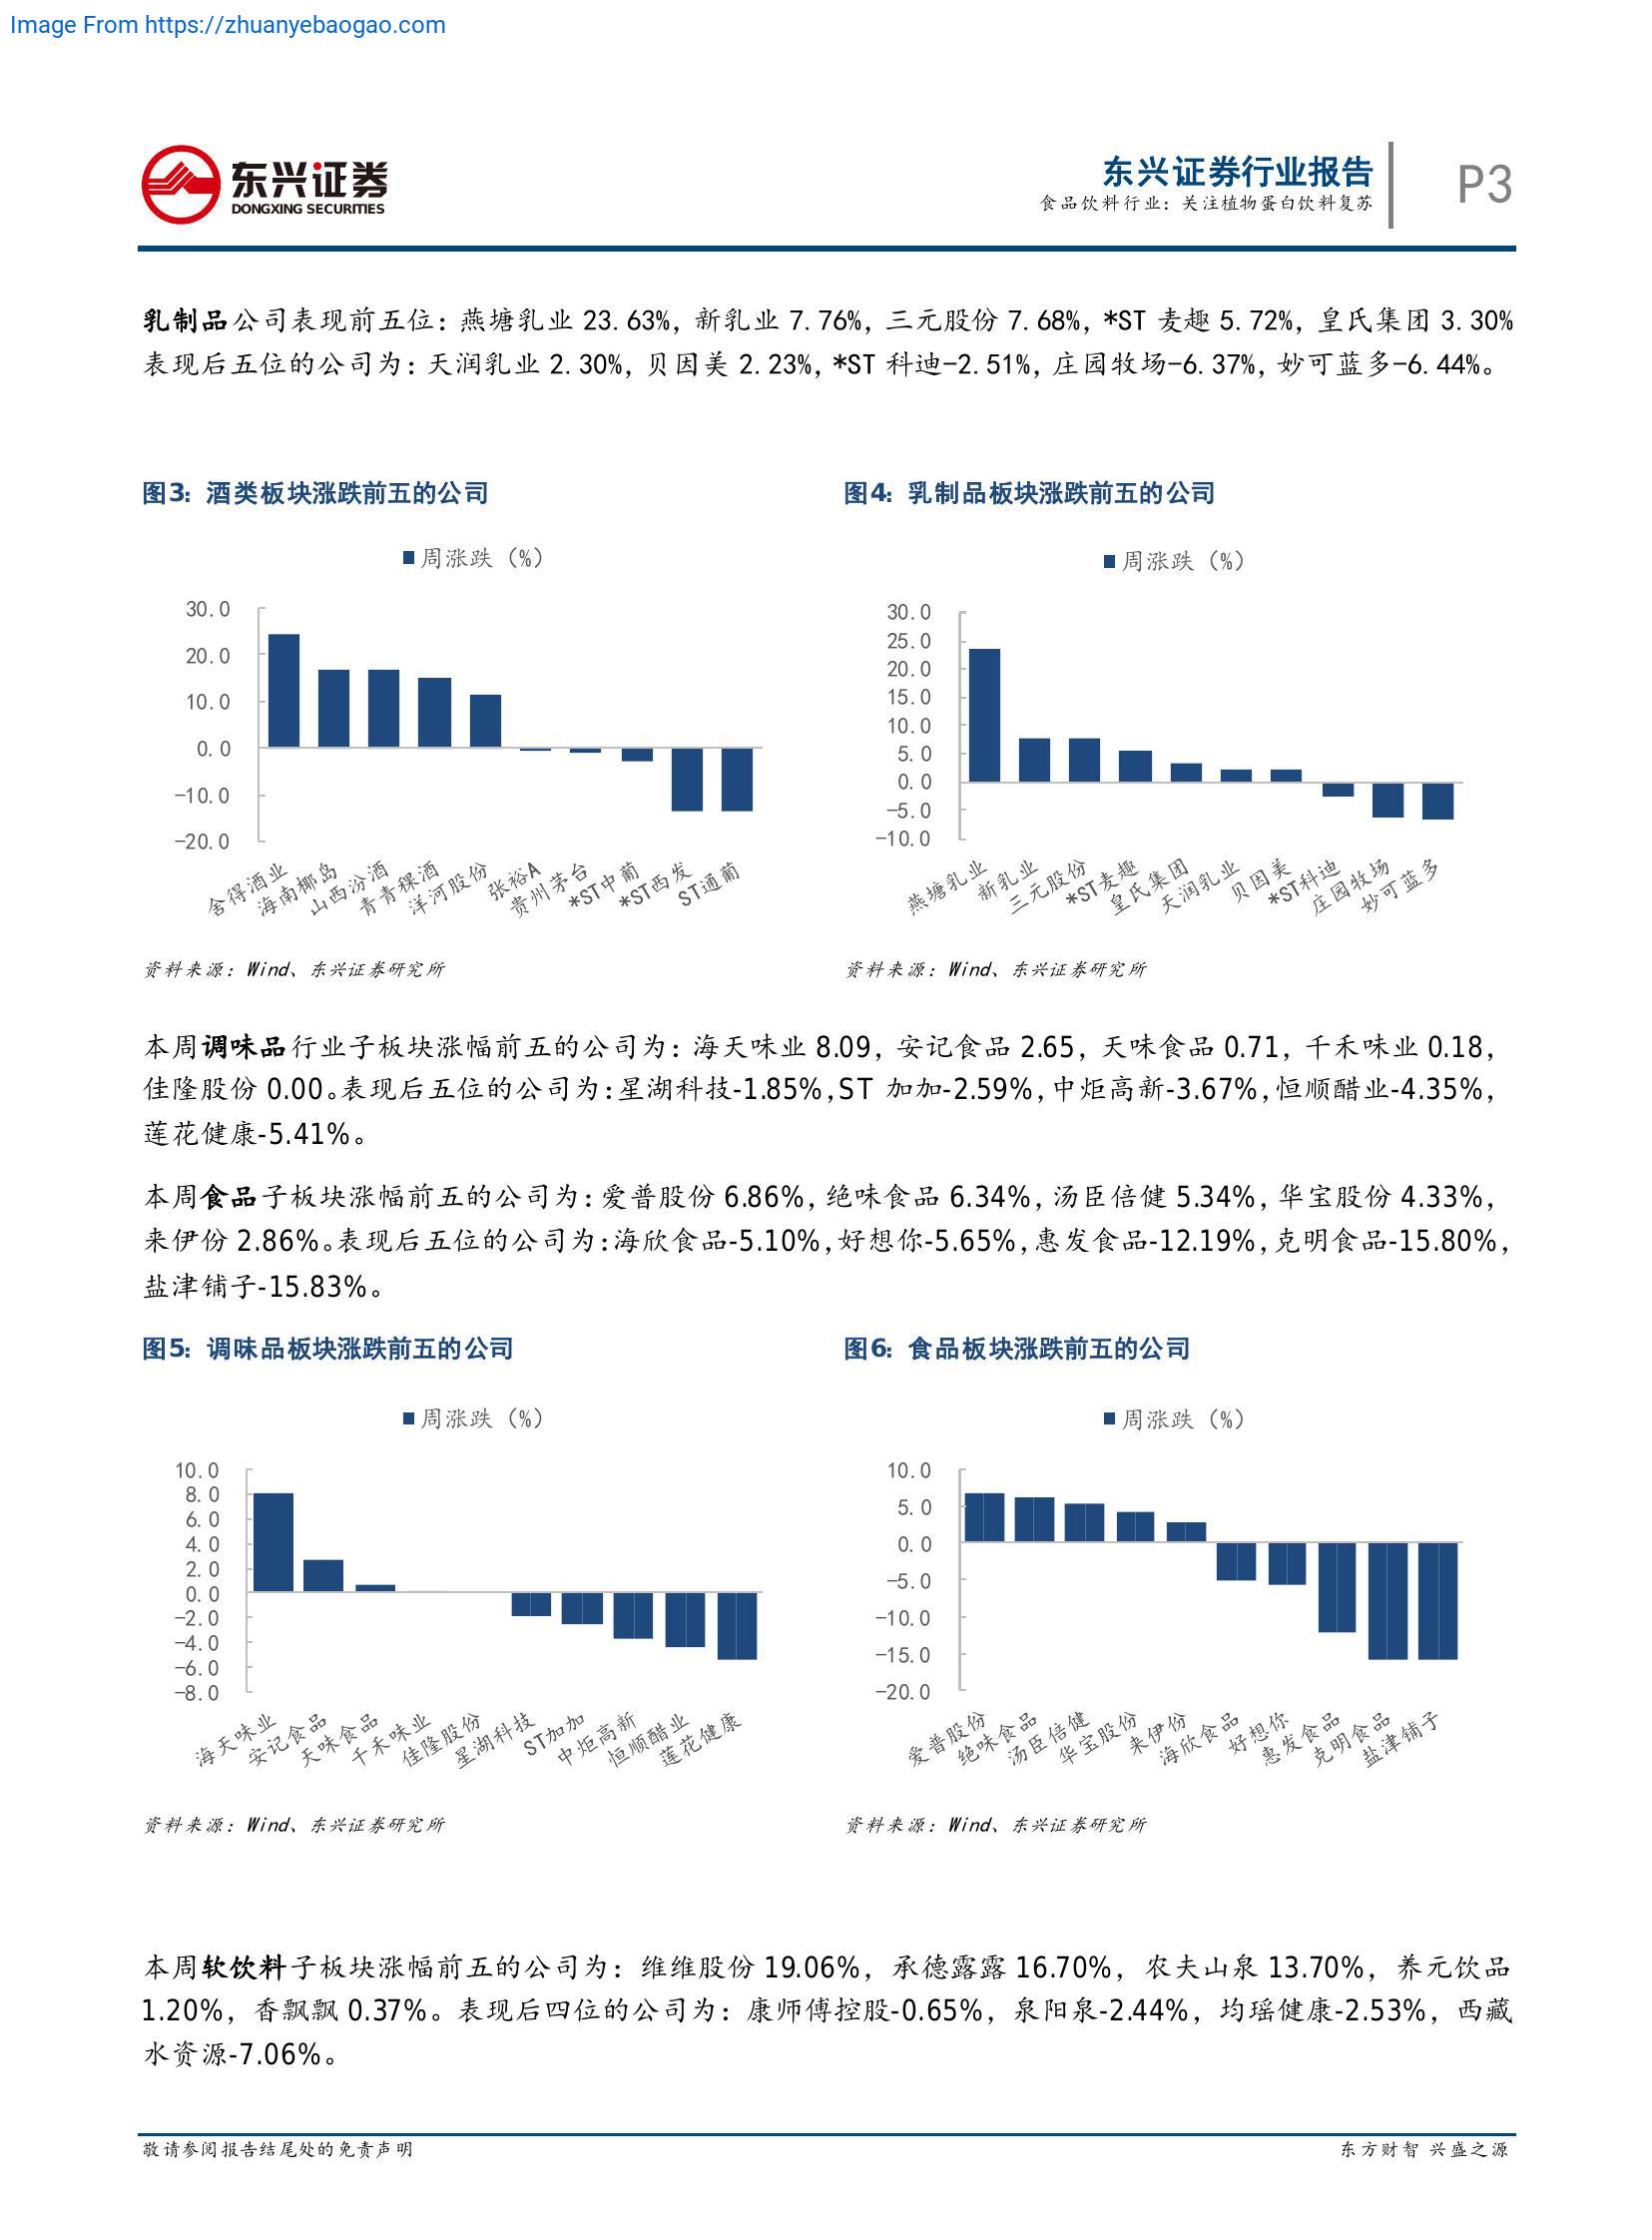 Image From https://zhuanyebaogao.com
东兴证券
DONGXING SECURITIES
东兴证券行业报告
食品饮料行业：关注植物蛋白饮料复苏
P3
乳制品公司表现前五位：燕塘乳业 23.63%，新乳业 7.76%，三元股份 7.68%，*ST 麦趣 5.72%，皇氏集团 3.30%
表现后五位的公司为：天润乳业 2.30%，贝因美 2.23%，*ST 科迪-2.51%，庄园牧场-6.37%，妙可蓝多-6.44%。
图3：酒类板块涨跌前五的公司
周涨跌（%）
30.0
20.0
10.0
0.0
-10.0
-20.0
舍得酒业
海南椰岛
山西汾酒
青青稞酒
洋河股份
张裕A
贵州茅台
*ST中葡
*ST西发
ST通葡
资料来源：Wind、东兴证券研究所
图4：乳制品板块涨跌前五的公司
周涨跌（%）
30.0
25.0
20.0
15.0
10.0
5.0
0.0
-5.0
-10.0
燕塘乳业
新乳业
三元股份
*ST麦趣
皇氏集团
天润乳业
贝因美
*ST科迪
庄园牧场
妙可蓝多
资料来源：Wind、东兴证券研究所
本周调味品行业子板块涨幅前五的公司为：海天味业 8.09，安记食品 2.65，天味食品 0.71，千禾味业 0.18，
佳隆股份 0.00。表现后五位的公司为：星湖科技-1.85%，ST 加加-2.59%，中炬高新-3.67%，恒顺醋业-4.35%，
莲花健康-5.41%。
本周食品子板块涨幅前五的公司为：爱普股份 6.86%，绝味食品 6.34%，汤臣倍健 5.34%，华宝股份 4.33%，
来伊份 2.86%。表现后五位的公司为：海欣食品-5.10%，好想你-5.65%，惠发食品-12.19%，克明食品-15.80%，
盐津铺子-15.83%。
图5：调味品板块涨跌前五的公司
周涨跌（%）
10.0
8.0
6.0
4.0
2.0
0.0
-2.0
-4.0
-6.0
-8.0
海天味业
安记食品
天味食品
千禾味业
佳隆股份
星湖科技
ST加加
中炬高新
恒顺醋业
莲花健康
资料来源：Wind、东兴证券研究所
图6：食品板块涨跌前五的公司
周涨跌（%）
10.0
5.0
0.0
-5.0
-10.0
-15.0
-20.0
爱普股份
绝味食品
汤臣倍健
华宝股份
来伊份
海欣食品
好想你
惠发食品
克明食品
盐津铺子
资料来源：Wind、东兴证券研究所
本周软饮料子板块涨幅前五的公司为：维维股份 19.06%，承德露露 16.70%，农夫山泉 13.70%，养元饮品
1.20%，香飘飘 0.37%。表现后四位的公司为：康师傅控股-0.65%，泉阳泉-2.44%，均瑶健康-2.53%，西藏
水资源-7.06%。
敬请参阅报告结尾处的免责声明
东方财智 兴盛之源